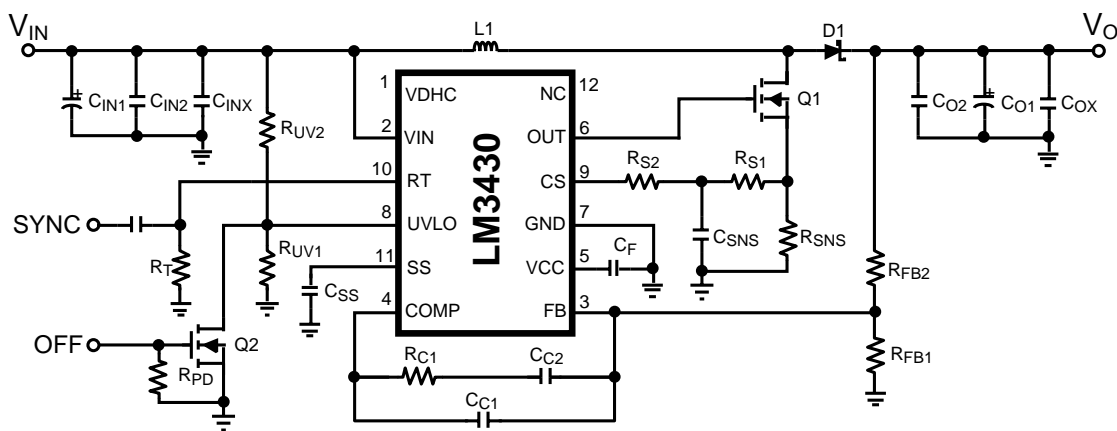 VIN
L1
D1
VO
CIN1
CIN2
CINX
RUV2
1
VDHC
NC
12
Q1
CO2
CO1
COX
2
VIN
OUT
6
RS2
RS1
10
RT
CS
9
SYNC
8
UVLO
LM3430
GND
7
CSNS
RSNS
RT
RUV1
11
SS
CF
VCC
5
RFB2
CSS
4
COMP
FB
3
OFF
Q2
RPD
RC1
CC2
RFB1
CC1